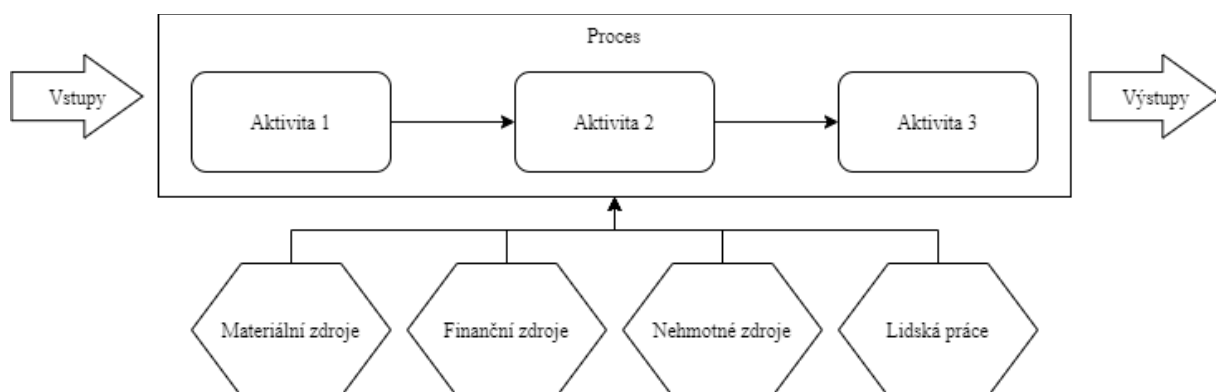 Proces
Vstupy
Aktivita 1
Aktivita 2
Aktivita 3
Výstupy
Materiální zdroje
Finanční zdroje
Nehmotné zdroje
Lidská práce